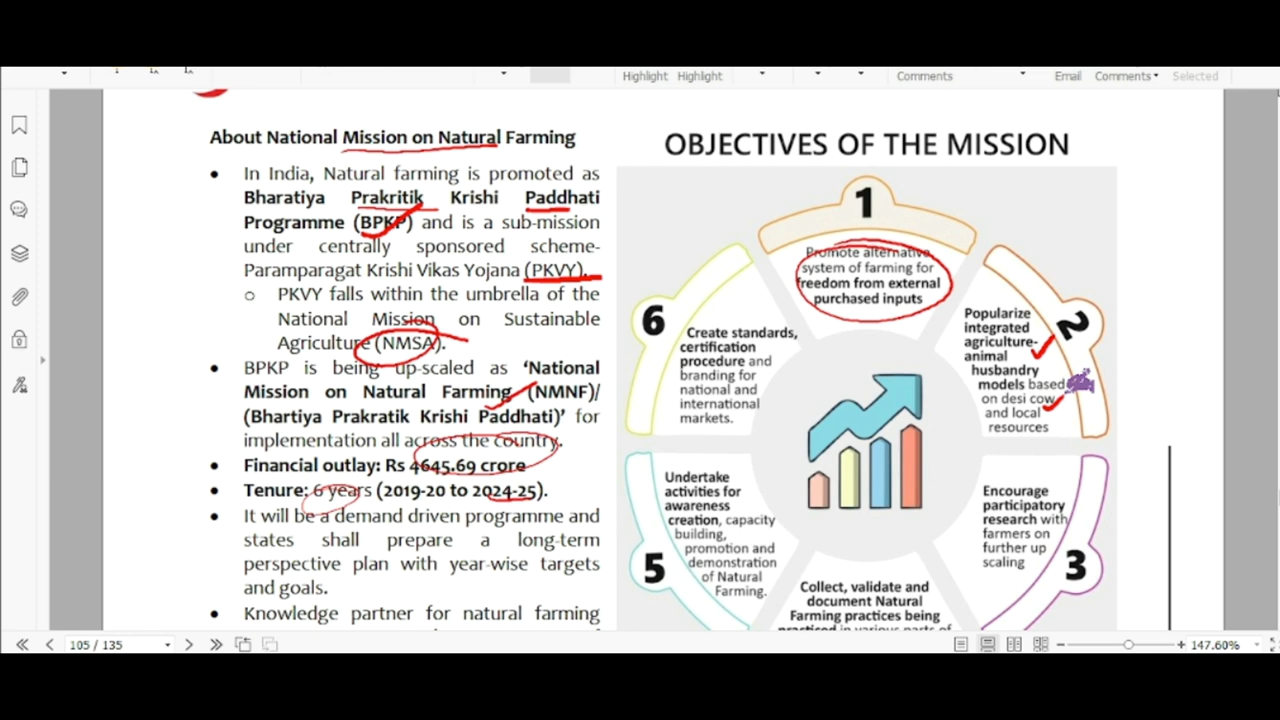 Highlight Highlight Comments Email Comments Selected
About National Mission on Natural Farming
• In India, Natural farming is promoted as
Bharatiya Prakritik Krishi Paddhati
Programme (BPKP) and is a sub-mission
under centrally sponsored scheme-
Paramparagat Krishi Vikas Yojana (PKVY).
o PKVY falls within the umbrella of the
National Mission on Sustainable
Agriculture (NMSA).
• BPKP is being up-scaled as ‘National
Mission on Natural Farming (NMNF)/
(Bhartiya Prakratik Krishi Paddhati)’ for
implementation all across the country.
• Financial outlay: Rs 4645.69 crore
• Tenure: 6 years (2019-20 to 2024-25).
• It will be a demand driven programme and
states shall prepare a long-term
perspective plan with year-wise targets
and goals.
• Knowledge partner for natural farming
OBJECTIVES OF THE MISSION
1
Promote alternative
system of farming for
freedom from external
purchased inputs
2
Popularize
integrated
agriculture-
animal
husbandry
models based
on desi cow
and local
resources
3
Encourage
participatory
research with
farmers on
further up
scaling
Collect, validate and
document Natural
Farming practices being
practiced in various parts of
5
Undertake
activities for
awareness
creation, capacity
building,
promotion and
demonstration
of Natural
Farming.
6
Create standards,
certification
procedure and
branding for
national and
international
markets.
105 / 135
147.60%